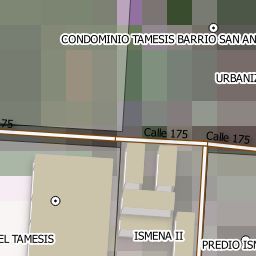 CONDOMINIO TAMESIS BARRIO SAN AN
URBANIZ
175
Calle 175
Calle 175
EL TAMESIS
ISMENA II
PREDIO ISM